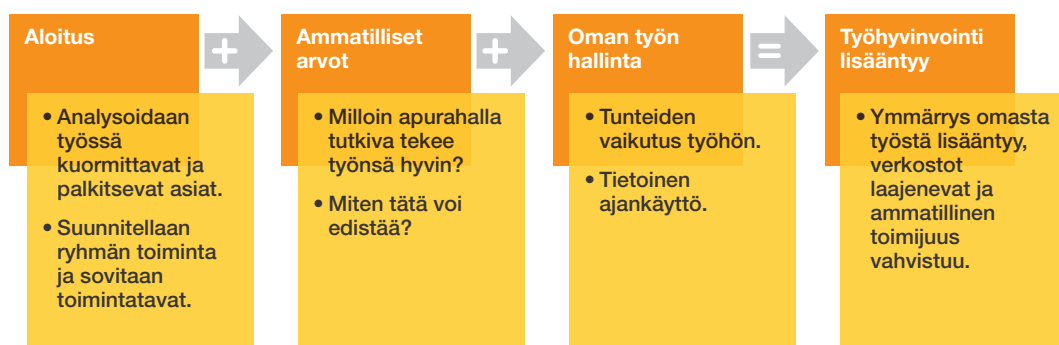 Aloitus
+
Ammatilliset
arvot
+
Oman työn
hallinta
=
Työhyvinvointi
lisääntyy
• Analysoidaan
työssä
kuormittavat ja
palkitsevat asiat.
• Suunnitellaan
ryhmän toiminta
ja sovitaan
toimintatavat.
• Milloin apurahalla
tutkiva tekee
työnsä hyvin?
• Miten tätä voi
edistää?
• Tunteiden
vaikutus työhön.
• Tietoinen
ajankäyttö.
• Ymmärrys omasta
työstä lisääntyy,
verkostot
laajenevat ja
ammatillinen
toimijuus
vahvistuu.